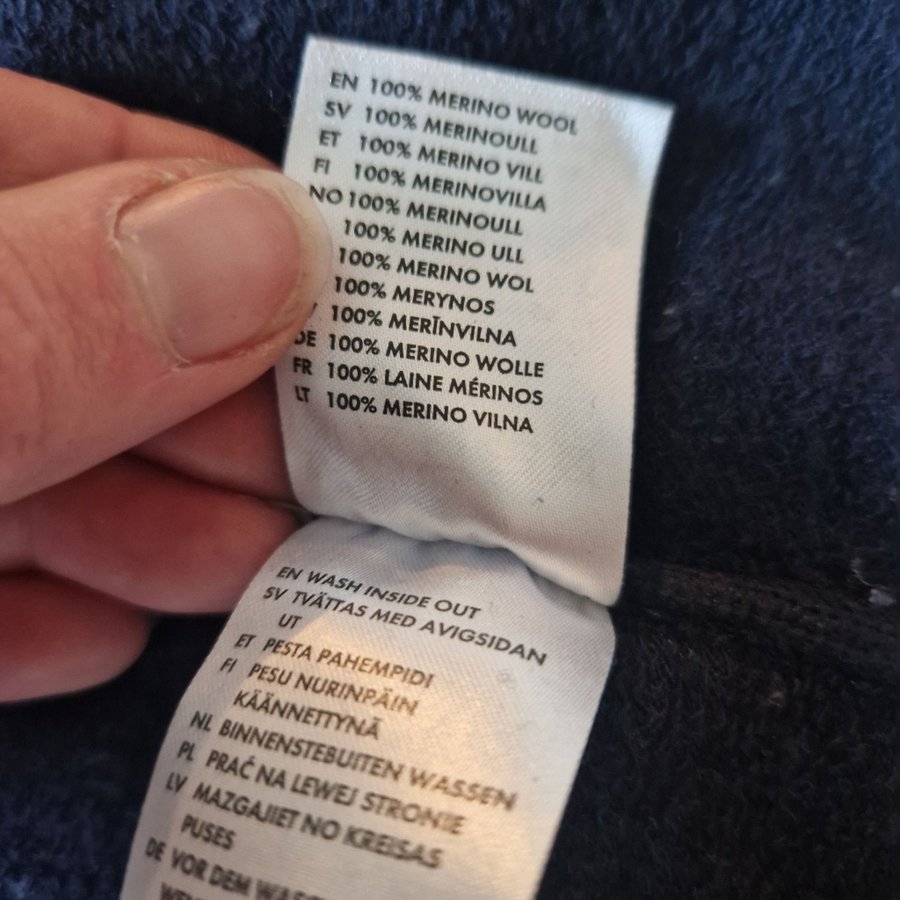 EN 100% MERINO WOOL
SV 100% MERINOULL
ET 100% MERINO VILL
FI 100% MERINOVILLA
NO 100% MERINOULL
100% MERINO ULL
100% MERINO WOL
100% MERYNOS
100% MERĪNVILNA
DE 100% MERINO WOLLE
FR 100% LAINE MÉRINOS
LT 100% MERINO VILNA
EN WASH INSIDE OUT
SV TVÄTTAS MED AVIGSIDAN
UT
ET PESTA PAHEMPIDI
FI PESU NURINPÄIN
KÄÄNNETTYNÄ
NL BINNENSTEBUITEN WASSEN
PL PRAĆ NA LEWEJ STRONIE
LV MAZGAJIET NO KREISAS
PUSES
DE VOR DEM